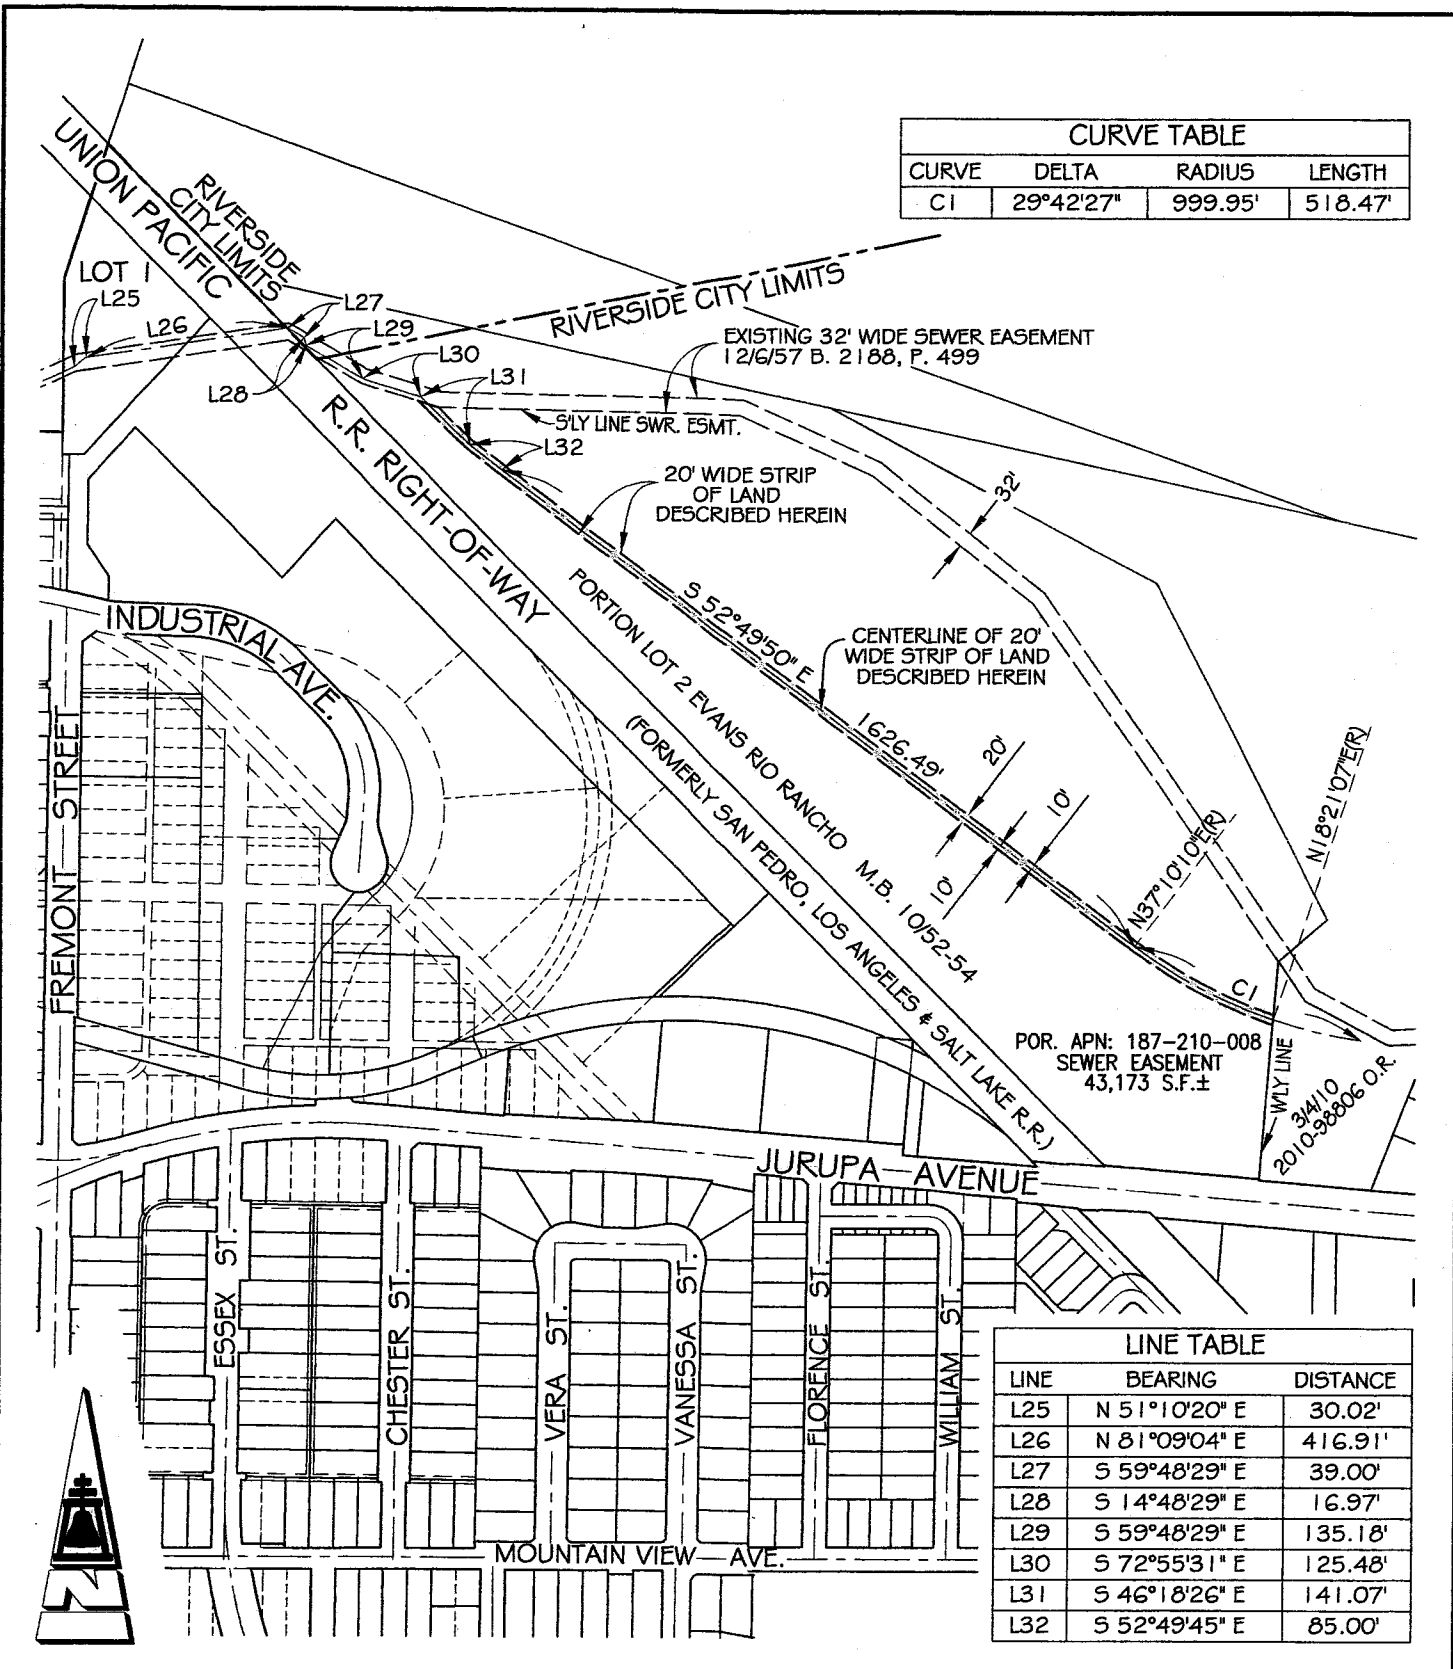 CURVE TABLE
CURVE DELTA RADIUS LENGTH
C1 29°42'27" 999.95' 518.47'
UNION PACIFIC
R.R. RIGHT-OF-WAY
RIVERSIDE
CITY LIMITS
LOT 1
L25
L26
L27
L29
L28
L30
L31
L32
RIVERSIDE CITY LIMITS
EXISTING 32' WIDE SEWER EASEMENT
12/6/57 B. 2188, P. 499
S'LY LINE SWR. ESMT.
20' WIDE STRIP
OF LAND
DESCRIBED HEREIN
32'
S 52°49'50" E
1626.49'
CENTERLINE OF 20'
WIDE STRIP OF LAND
DESCRIBED HEREIN
PORTION LOT 2 EVANS RIO RANCHO M.B. 10/52-54
(FORMERLY SAN PEDRO, LOS ANGELES & SALT LAKE R.R.)
20'
10'
10'
N37°10'10"E(R)
N18°21'07"E(R)
C1
POR. APN: 187-210-008
SEWER EASEMENT
43,173 S.F.±
W'LY LINE
3/4/10
2010-98806 O.R.
INDUSTRIAL AVE.
FREMONT STREET
JURUPA AVENUE
ESSEX ST.
CHESTER ST.
VERA ST.
VANESSA ST.
FLORENCE ST.
WILLIAM ST.
MOUNTAIN VIEW AVE.
N
LINE TABLE
LINE BEARING DISTANCE
L25 N 51°10'20" E 30.02'
L26 N 81°09'04" E 416.91'
L27 S 59°48'29" E 39.00'
L28 S 14°48'29" E 16.97'
L29 S 59°48'29" E 135.18'
L30 S 72°55'31" E 125.48'
L31 S 46°18'26" E 141.07'
L32 S 52°49'45" E 85.00'